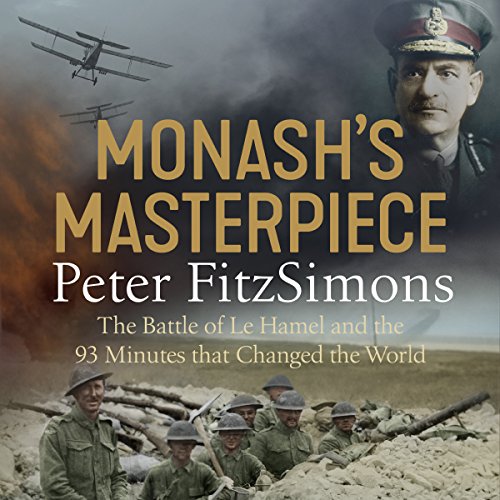 MONASH'S
MASTERPIECE
Peter FitzSimons
The Battle of Le Hamel and the
93 Minutes that Changed the World